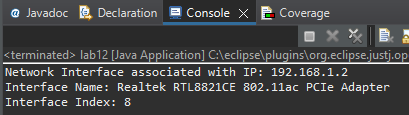 Javadoc Declaration Console Coverage
<terminated> lab12 [Java Application] C:\eclipse\plugins\org.eclipse.justj.op
Network Interface associated with IP: 192.168.1.2
Interface Name: Realtek RTL8821CE 802.11ac PCIe Adapter
Interface Index: 8